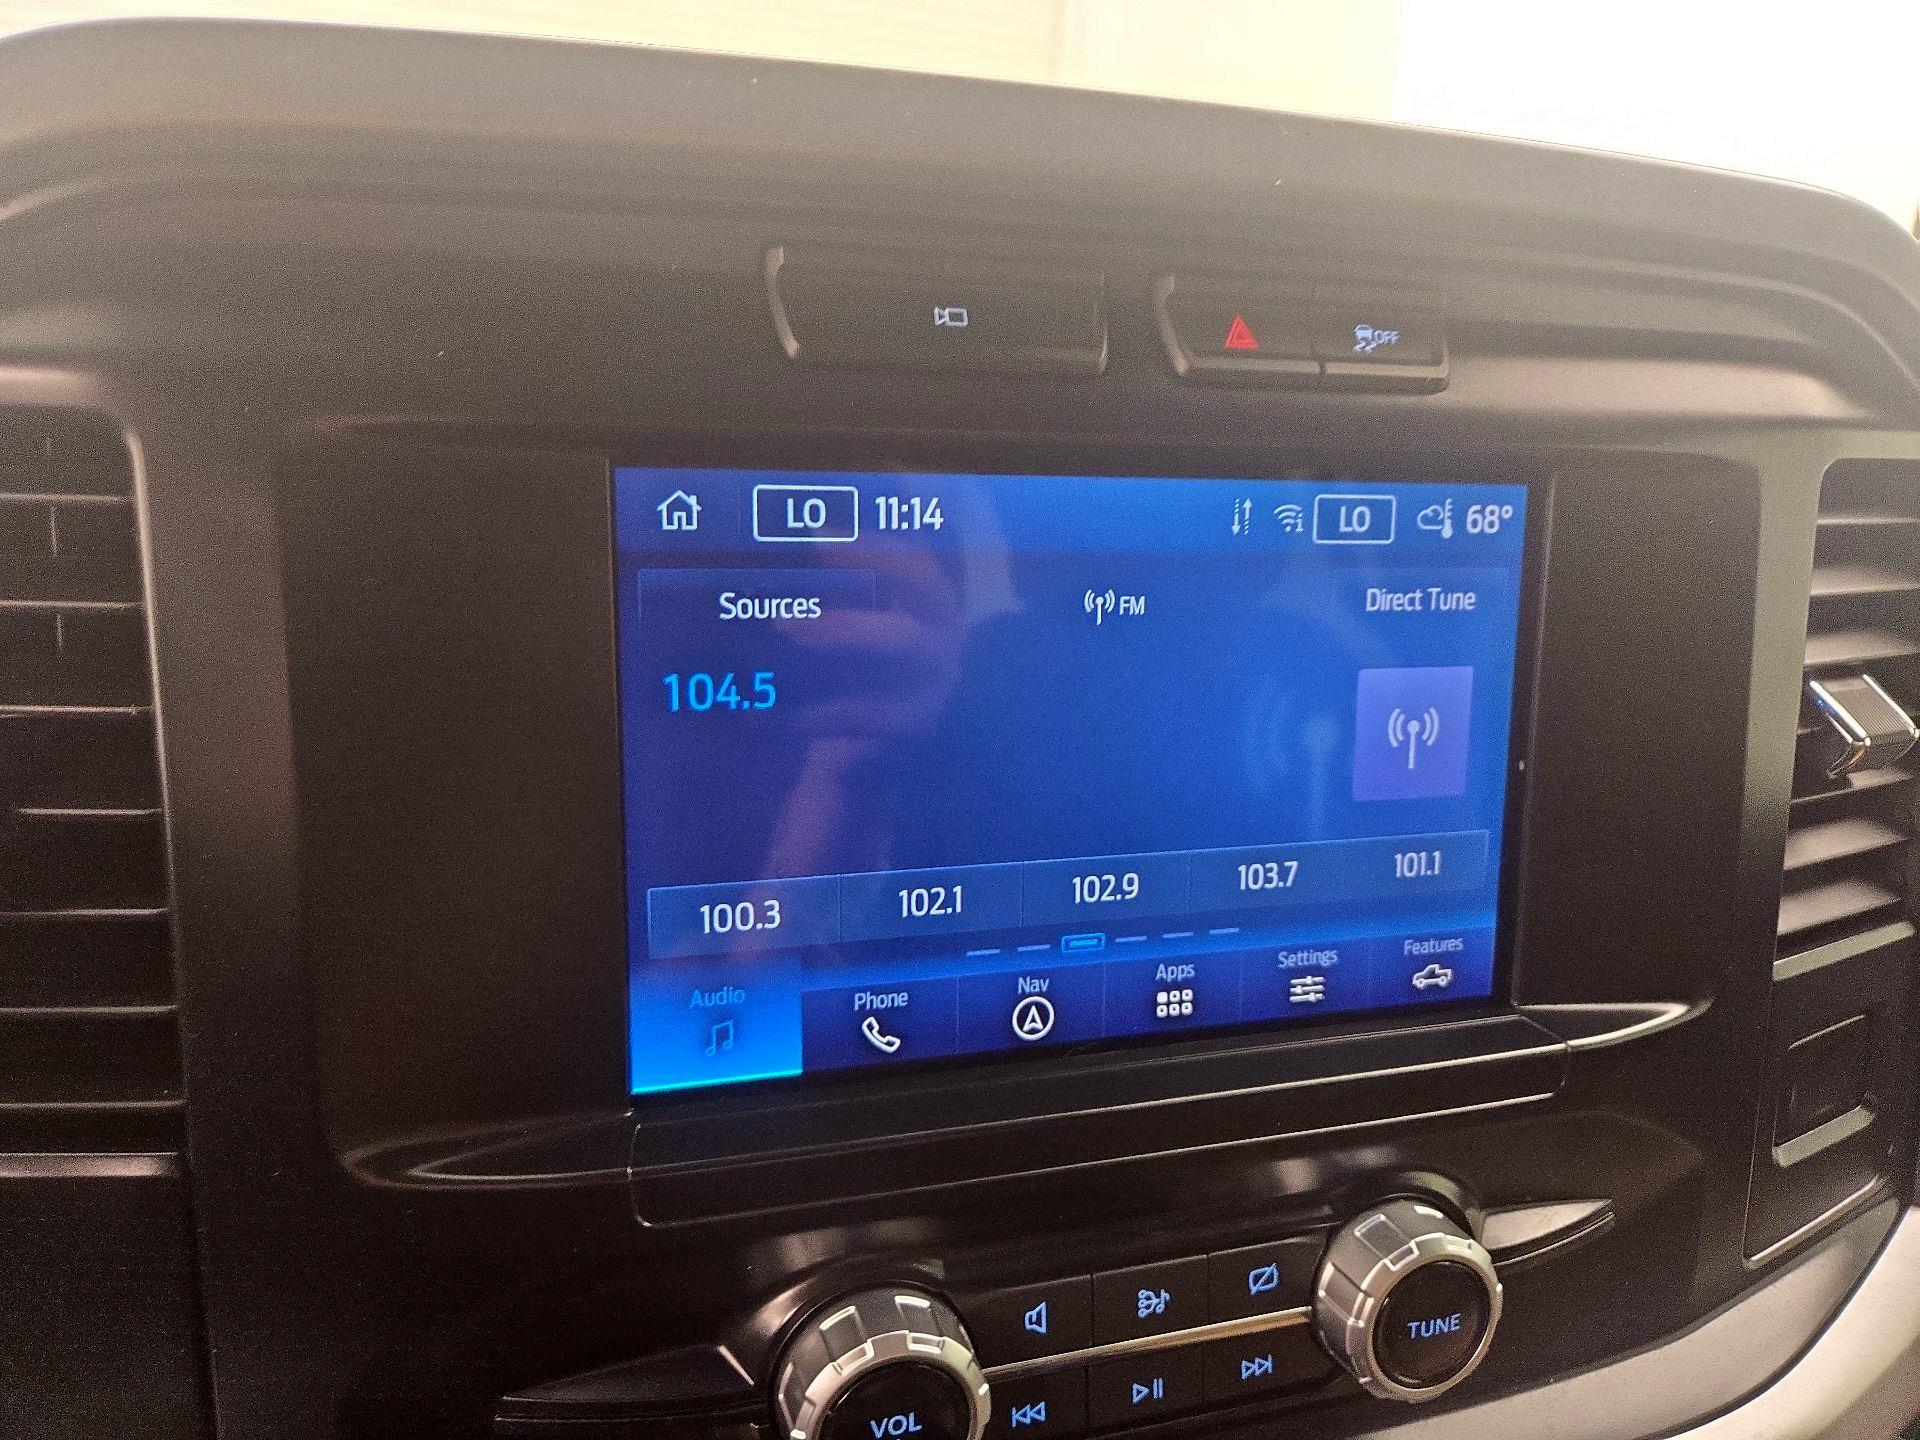 OFF
LO 11:14 LO 68°
Sources FM Direct Tune
104.5
100.3 102.1 102.9 103.7 101.1
Audio Phone Nav Apps Settings Features
VOL TUNE